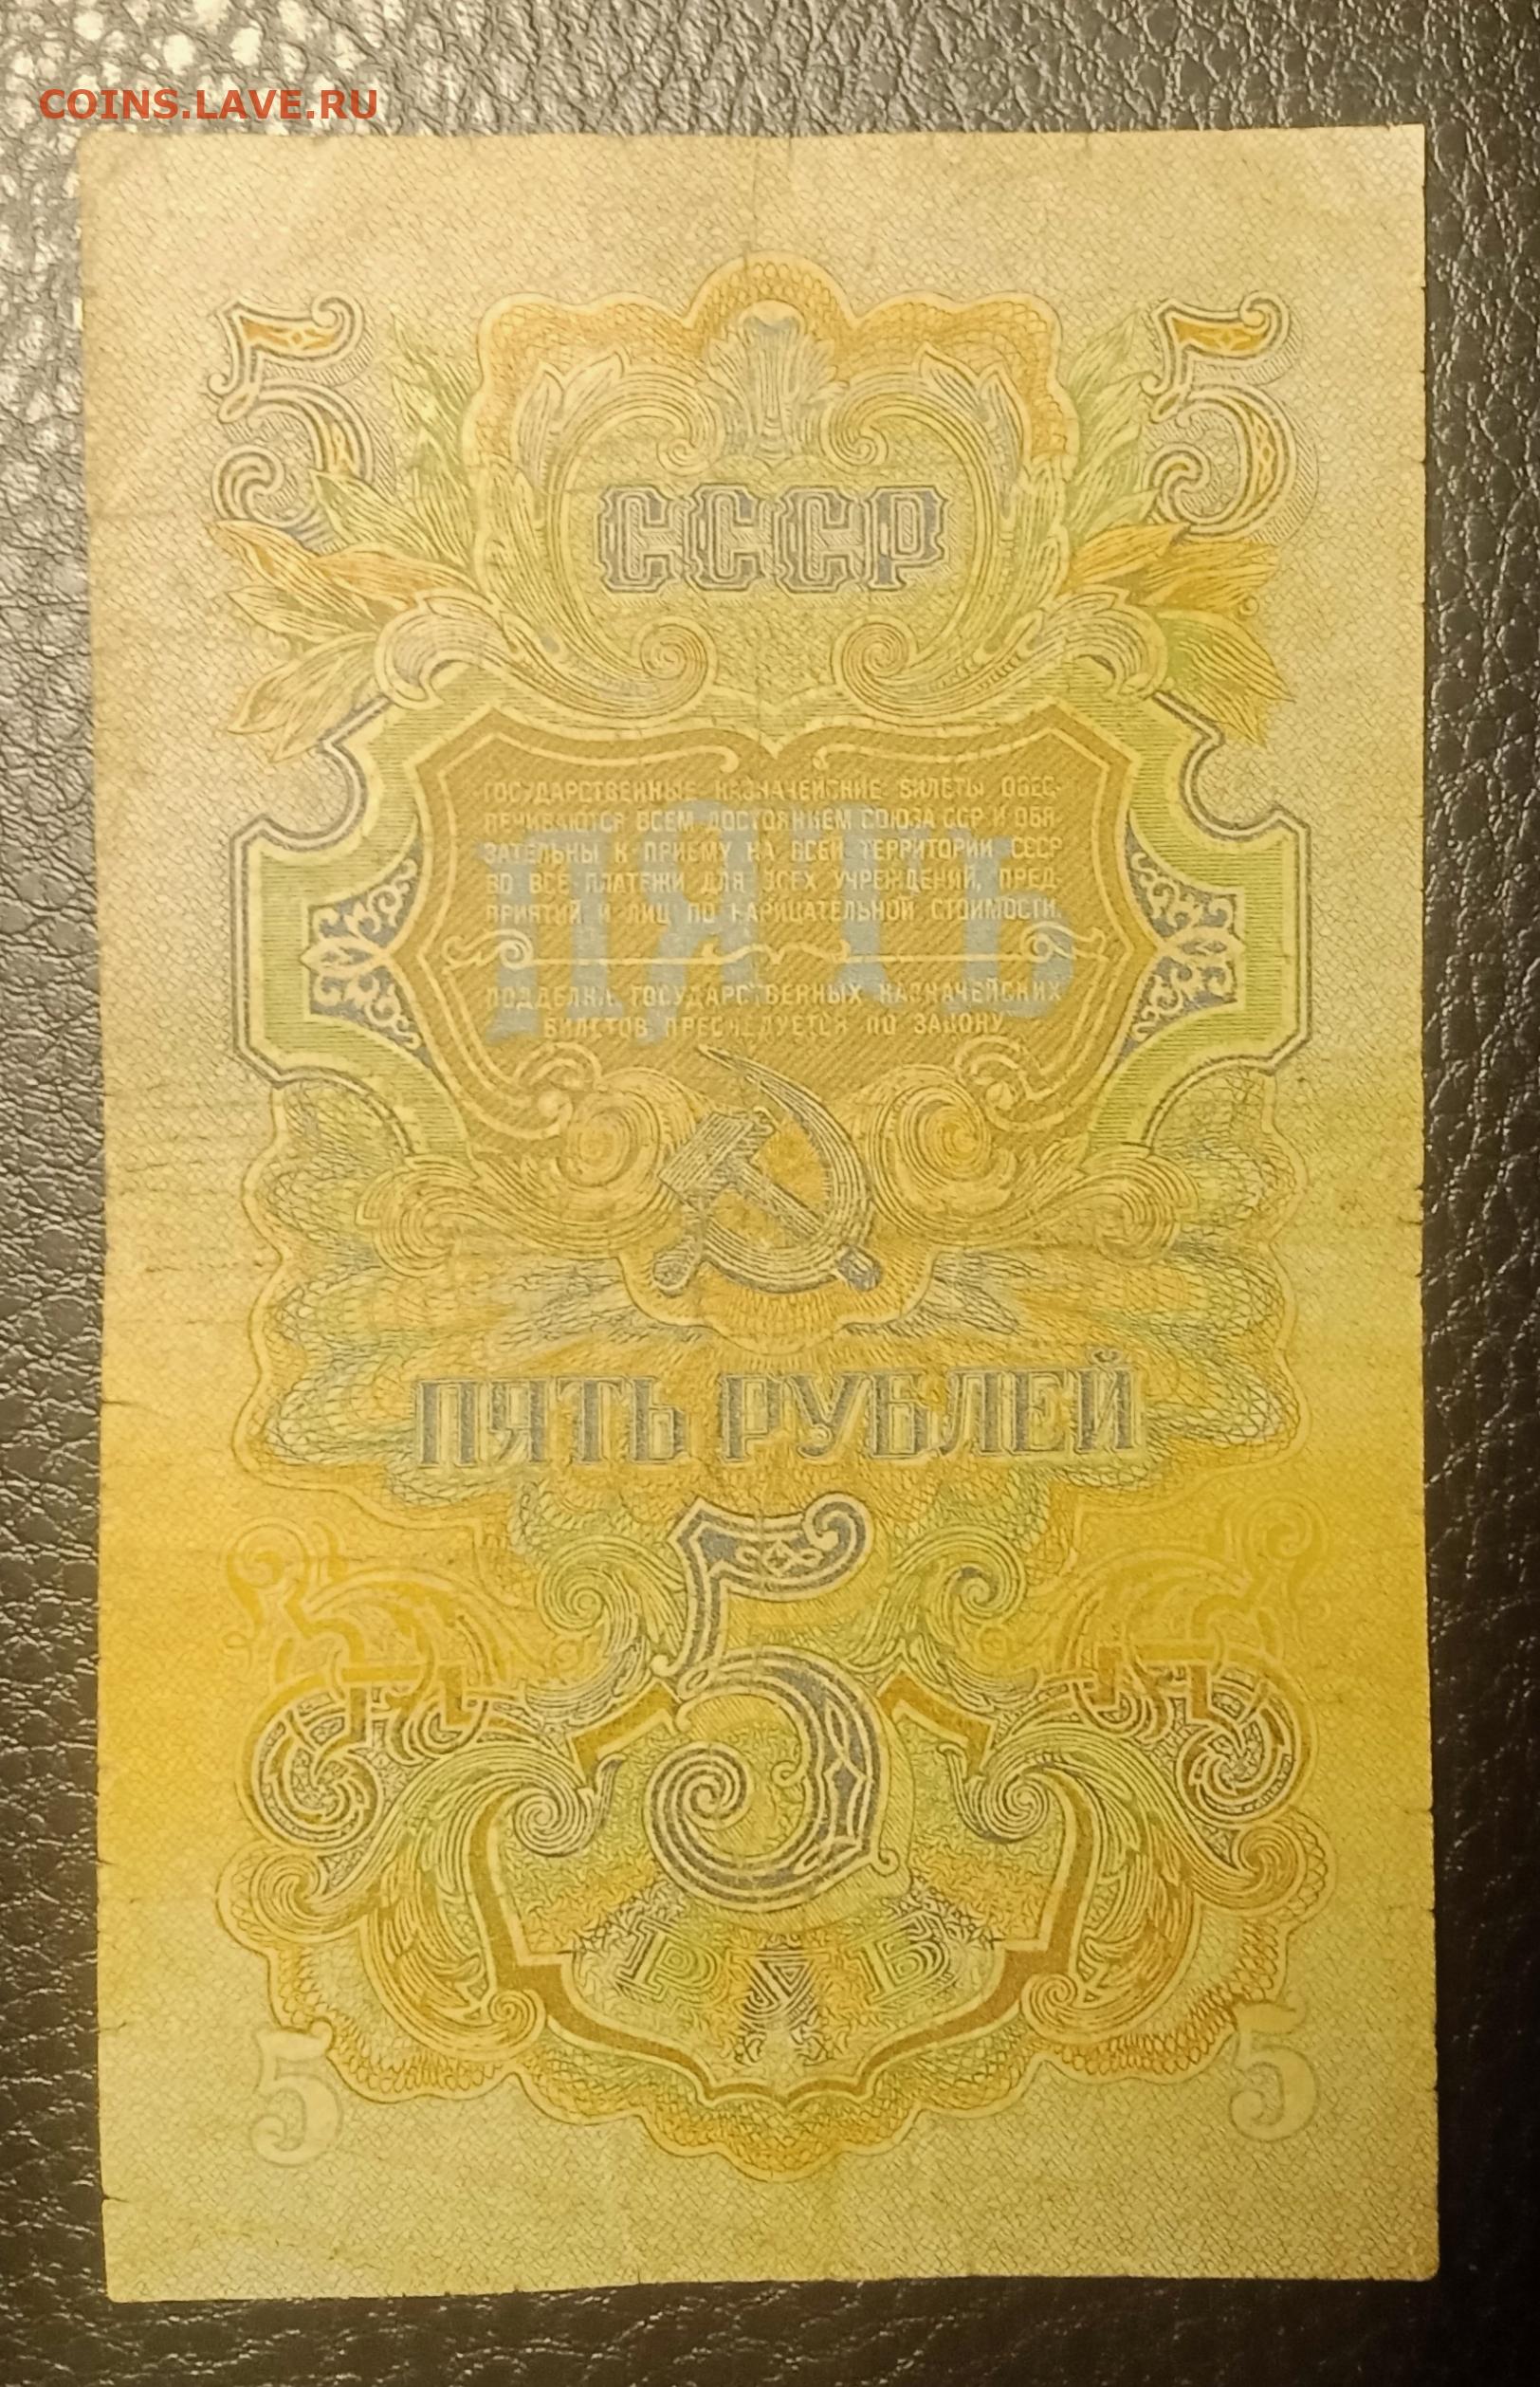 COINS.LAVE.RU
5 5
СССР
ГОСУДАРСТВЕННЫЕ КАЗНАЧЕЙСКИЕ БИЛЕТЫ ОБЕС-
ПЕЧИВАЮТСЯ ВСЕМ ДОСТОЯНИЕМ СОЮЗА ССР И ОБЯ-
ЗАТЕЛЬНЫ К ПРИЕМУ НА ВСЕЙ ТЕРРИТОРИИ СССР
ВО ВСЕ ПЛАТЕЖИ ДЛЯ ВСЕХ УЧРЕЖДЕНИЙ, ПРЕД-
ПРИЯТИЙ И ЛИЦ ПО НАРИЦАТЕЛЬНОЙ СТОИМОСТИ.
ПЯТЬ
ПОДДЕЛКА ГОСУДАРСТВЕННЫХ КАЗНАЧЕЙСКИХ
БИЛЕТОВ ПРЕСЛЕДУЕТСЯ ПО ЗАКОНУ
ПЯТЬ РУБЛЕЙ
5
РУБ
5 5